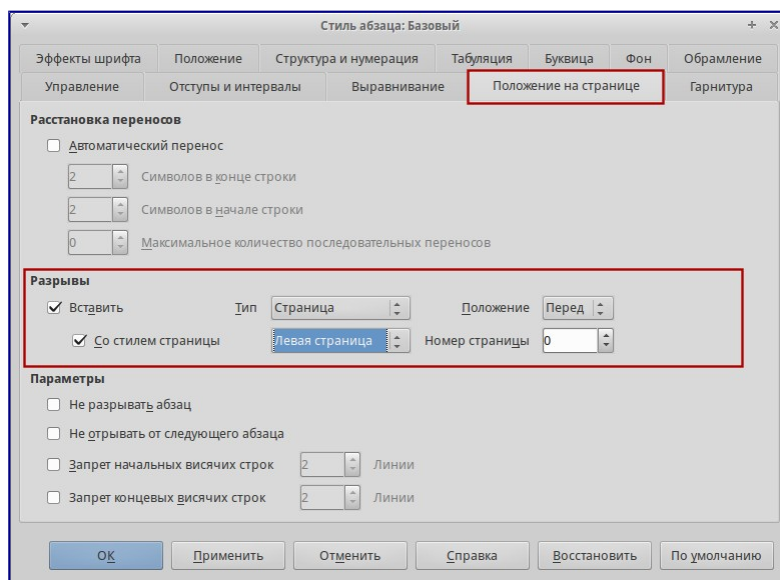 Стиль абзаца: Базовый
Эффекты шрифта Положение Структура и нумерация Табуляция Буквица Фон Обрамление
Управление Отступы и интервалы Выравнивание Положение на странице Гарнитура
Расстановка переносов
Автоматический перенос
2 Символов в конце строки
2 Символов в начале строки
0 Максимальное количество последовательных переносов
Разрывы
Вставить Тип Страница Положение Перед
Со стилем страницы Левая страница Номер страницы 0
Параметры
Не разрывать абзац
Не отрывать от следующего абзаца
Запрет начальных висячих строк 2 Линии
Запрет концевых висячих строк 2 Линии
ОК Применить Отменить Справка Восстановить По умолчанию